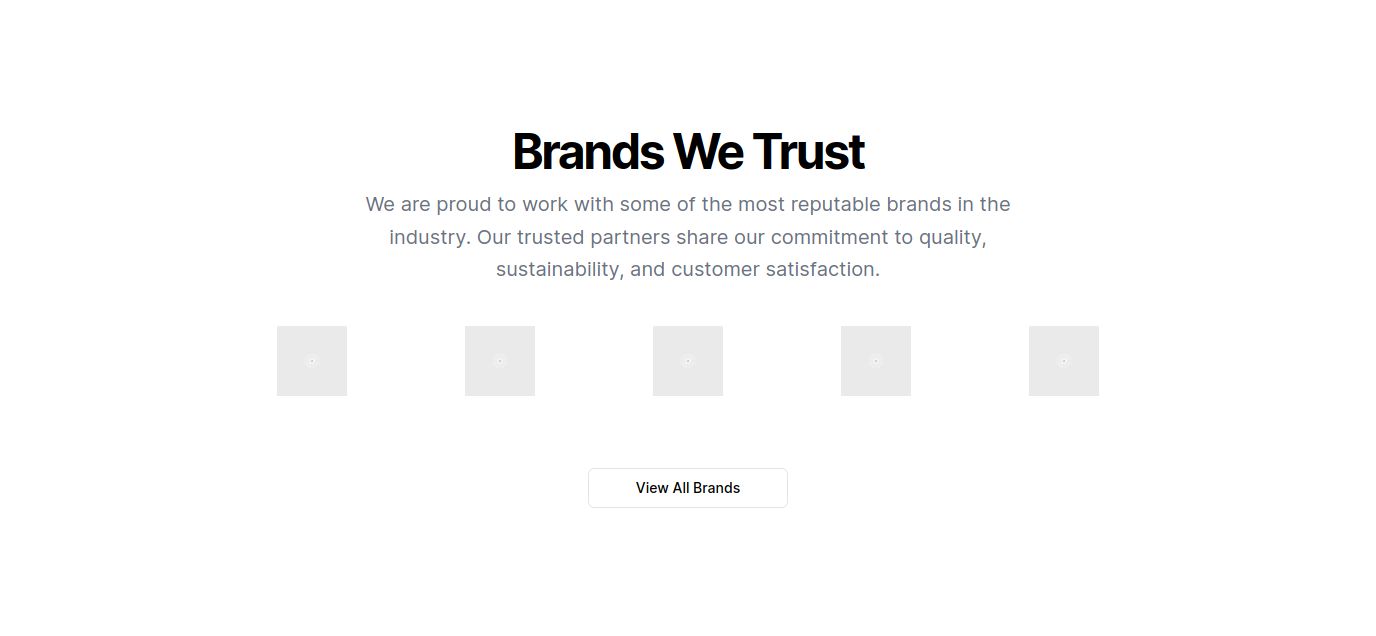 Brands We Trust
We are proud to work with some of the most reputable brands in the
industry. Our trusted partners share our commitment to quality,
sustainability, and customer satisfaction.
View All Brands